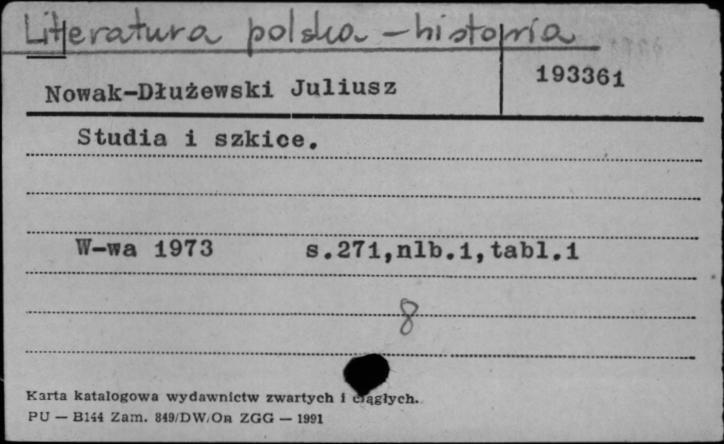 Literatura polska – historia
Nowak-Dłużewski Juliusz
193361
Studia i szkice.
W-wa 1973 s.271,nlb.1,tabl.1
8
Karta katalogowa wydawnictw zwartych i ciągłych.
PU — B144 Zam. 849/DW/On ZGG — 1991